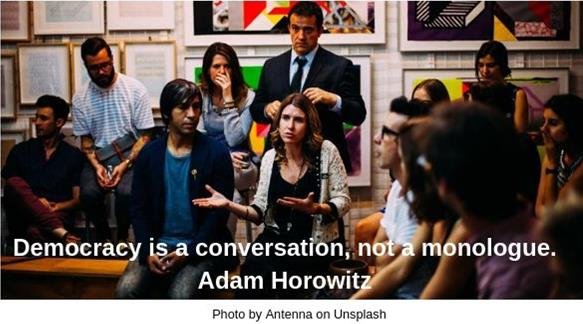 Democracy is a conversation, not a monologue.
Adam Horowitz
Photo by Antenna on Unsplash